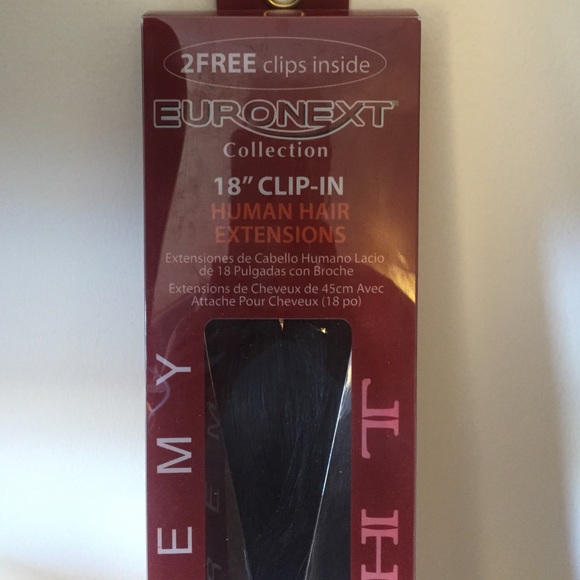 2FREE clips inside
EURONEXT
Collection
18" CLIP-IN
HUMAN HAIR
EXTENSIONS
Extensiones de Cabello Humano Lacio
de 18 Pulgadas con Broche
Extensions de Cheveux de 45cm Avec
Attache Pour Cheveux (18 po)
EMY